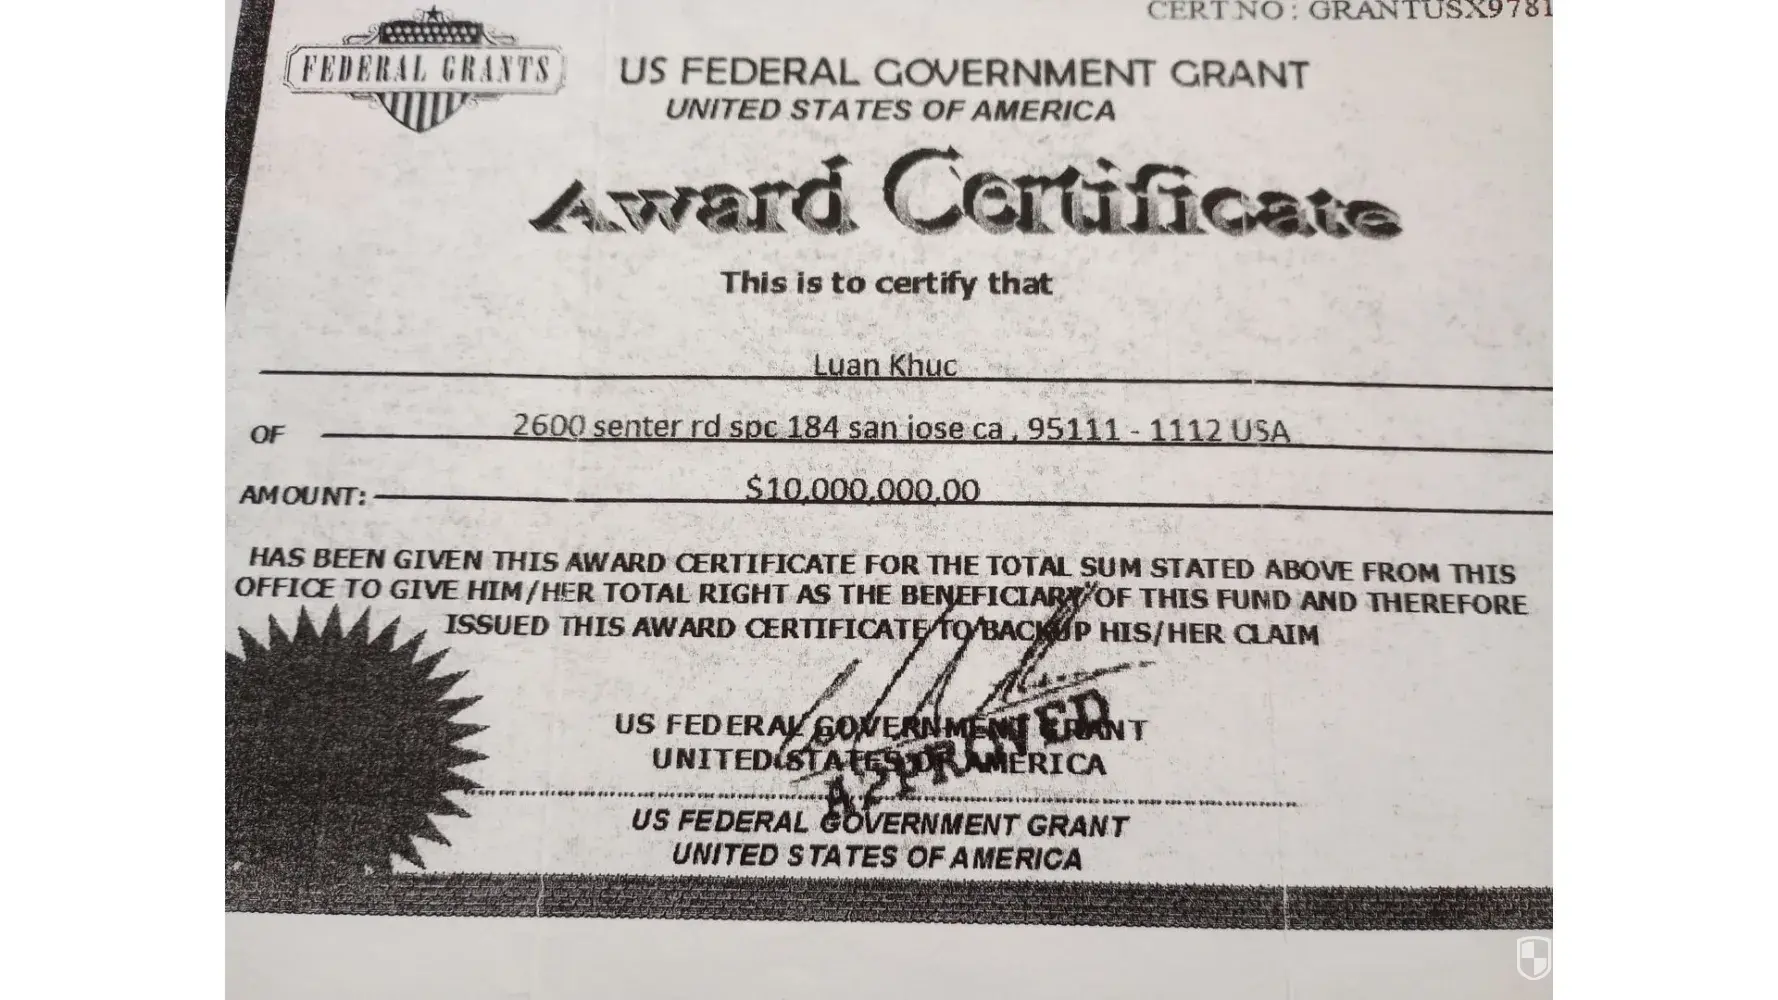 CERT NO : GRANTUSX9781
FEDERAL GRANTS
US FEDERAL GOVERNMENT GRANT
UNITED STATES OF AMERICA
Award Certificate
This is to certify that
Luan Khuc
OF 2600 senter rd spc 184 san jose ca , 95111 - 1112 USA
AMOUNT: $10,000,000.00
HAS BEEN GIVEN THIS AWARD CERTIFICATE FOR THE TOTAL SUM STATED ABOVE FROM THIS
OFFICE TO GIVE HIM/HER TOTAL RIGHT AS THE BENEFICIARY OF THIS FUND AND THEREFORE
ISSUED THIS AWARD CERTIFICATE TO BACKUP HIS/HER CLAIM
US FEDERAL GOVERNMENT GRANT
UNITED STATES OF AMERICA
APPROVED
US FEDERAL GOVERNMENT GRANT
UNITED STATES OF AMERICA